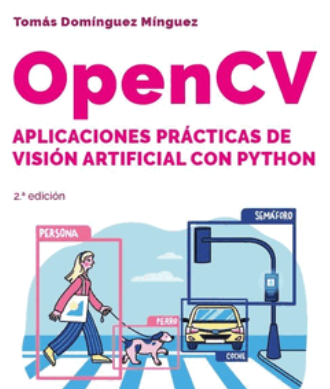 Tomás Domínguez Mínguez
OpenCV
APLICACIONES PRÁCTICAS DE
VISIÓN ARTIFICIAL CON PYTHON
2.ª edición
SEMÁFORO
PERSONA
PERRO
COCHE